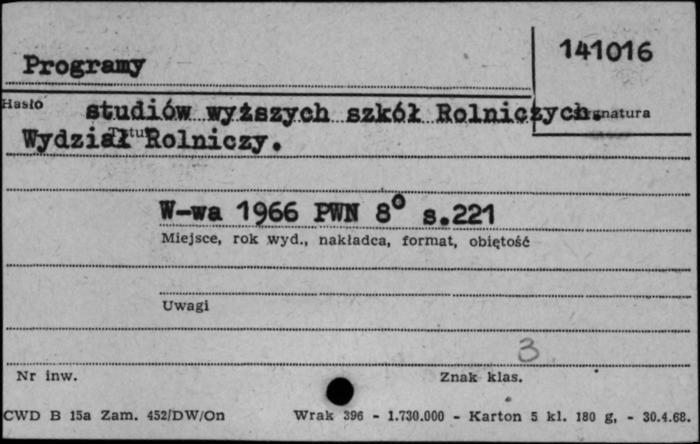 141016
Programy
Hasło
studiów wyższych szkół Rolniczych.
Sygnatura
Tytuł
Wydział Rolniczy.
W-wa 1966 PWN 8° s.221
Miejsce, rok wyd., nakładca, format, objętość
Uwagi
3
Nr inw.
Znak klas.
CWD B 15a Zam. 452/DW/On Wrak 396 - 1.730.000 - Karton 5 kl. 180 g, - 30.4.68.